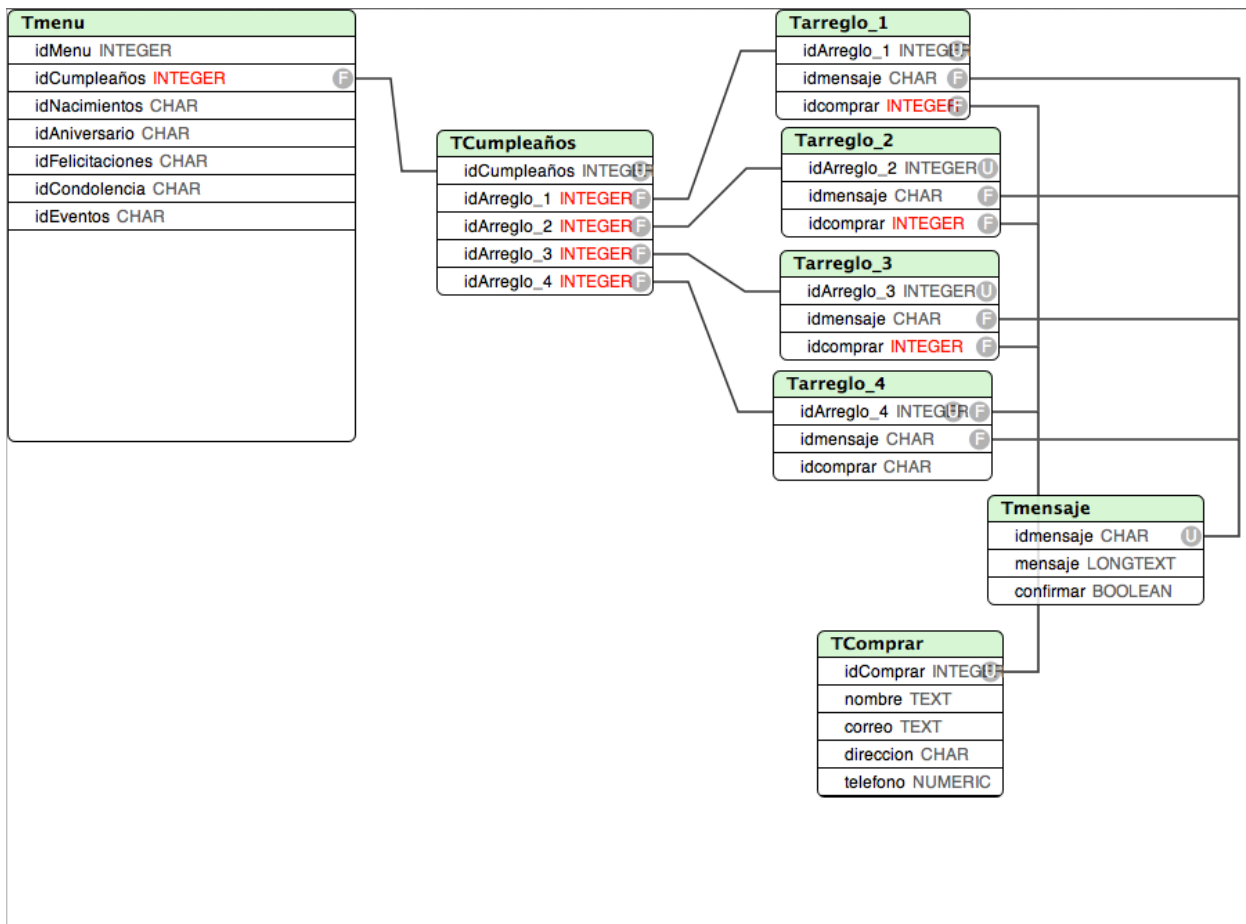 Tmenu
idMenu INTEGER
idCumpleaños INTEGER F
idNacimientos CHAR
idAniversario CHAR
idFelicitaciones CHAR
idCondolencia CHAR
idEventos CHAR
TCumpleaños
idCumpleaños INTEGER U
idArreglo_1 INTEGER F
idArreglo_2 INTEGER F
idArreglo_3 INTEGER F
idArreglo_4 INTEGER F
Tarreglo_1
idArreglo_1 INTEGER U
idmensaje CHAR F
idcomprar INTEGER F
Tarreglo_2
idArreglo_2 INTEGER U
idmensaje CHAR F
idcomprar INTEGER F
Tarreglo_3
idArreglo_3 INTEGER U
idmensaje CHAR F
idcomprar INTEGER F
Tarreglo_4
idArreglo_4 INTEGER U F
idmensaje CHAR F
idcomprar CHAR
Tmensaje
idmensaje CHAR U
mensaje LONGTEXT
confirmar BOOLEAN
TComprar
idComprar INTEGER U
nombre TEXT
correo TEXT
direccion CHAR
telefono NUMERIC